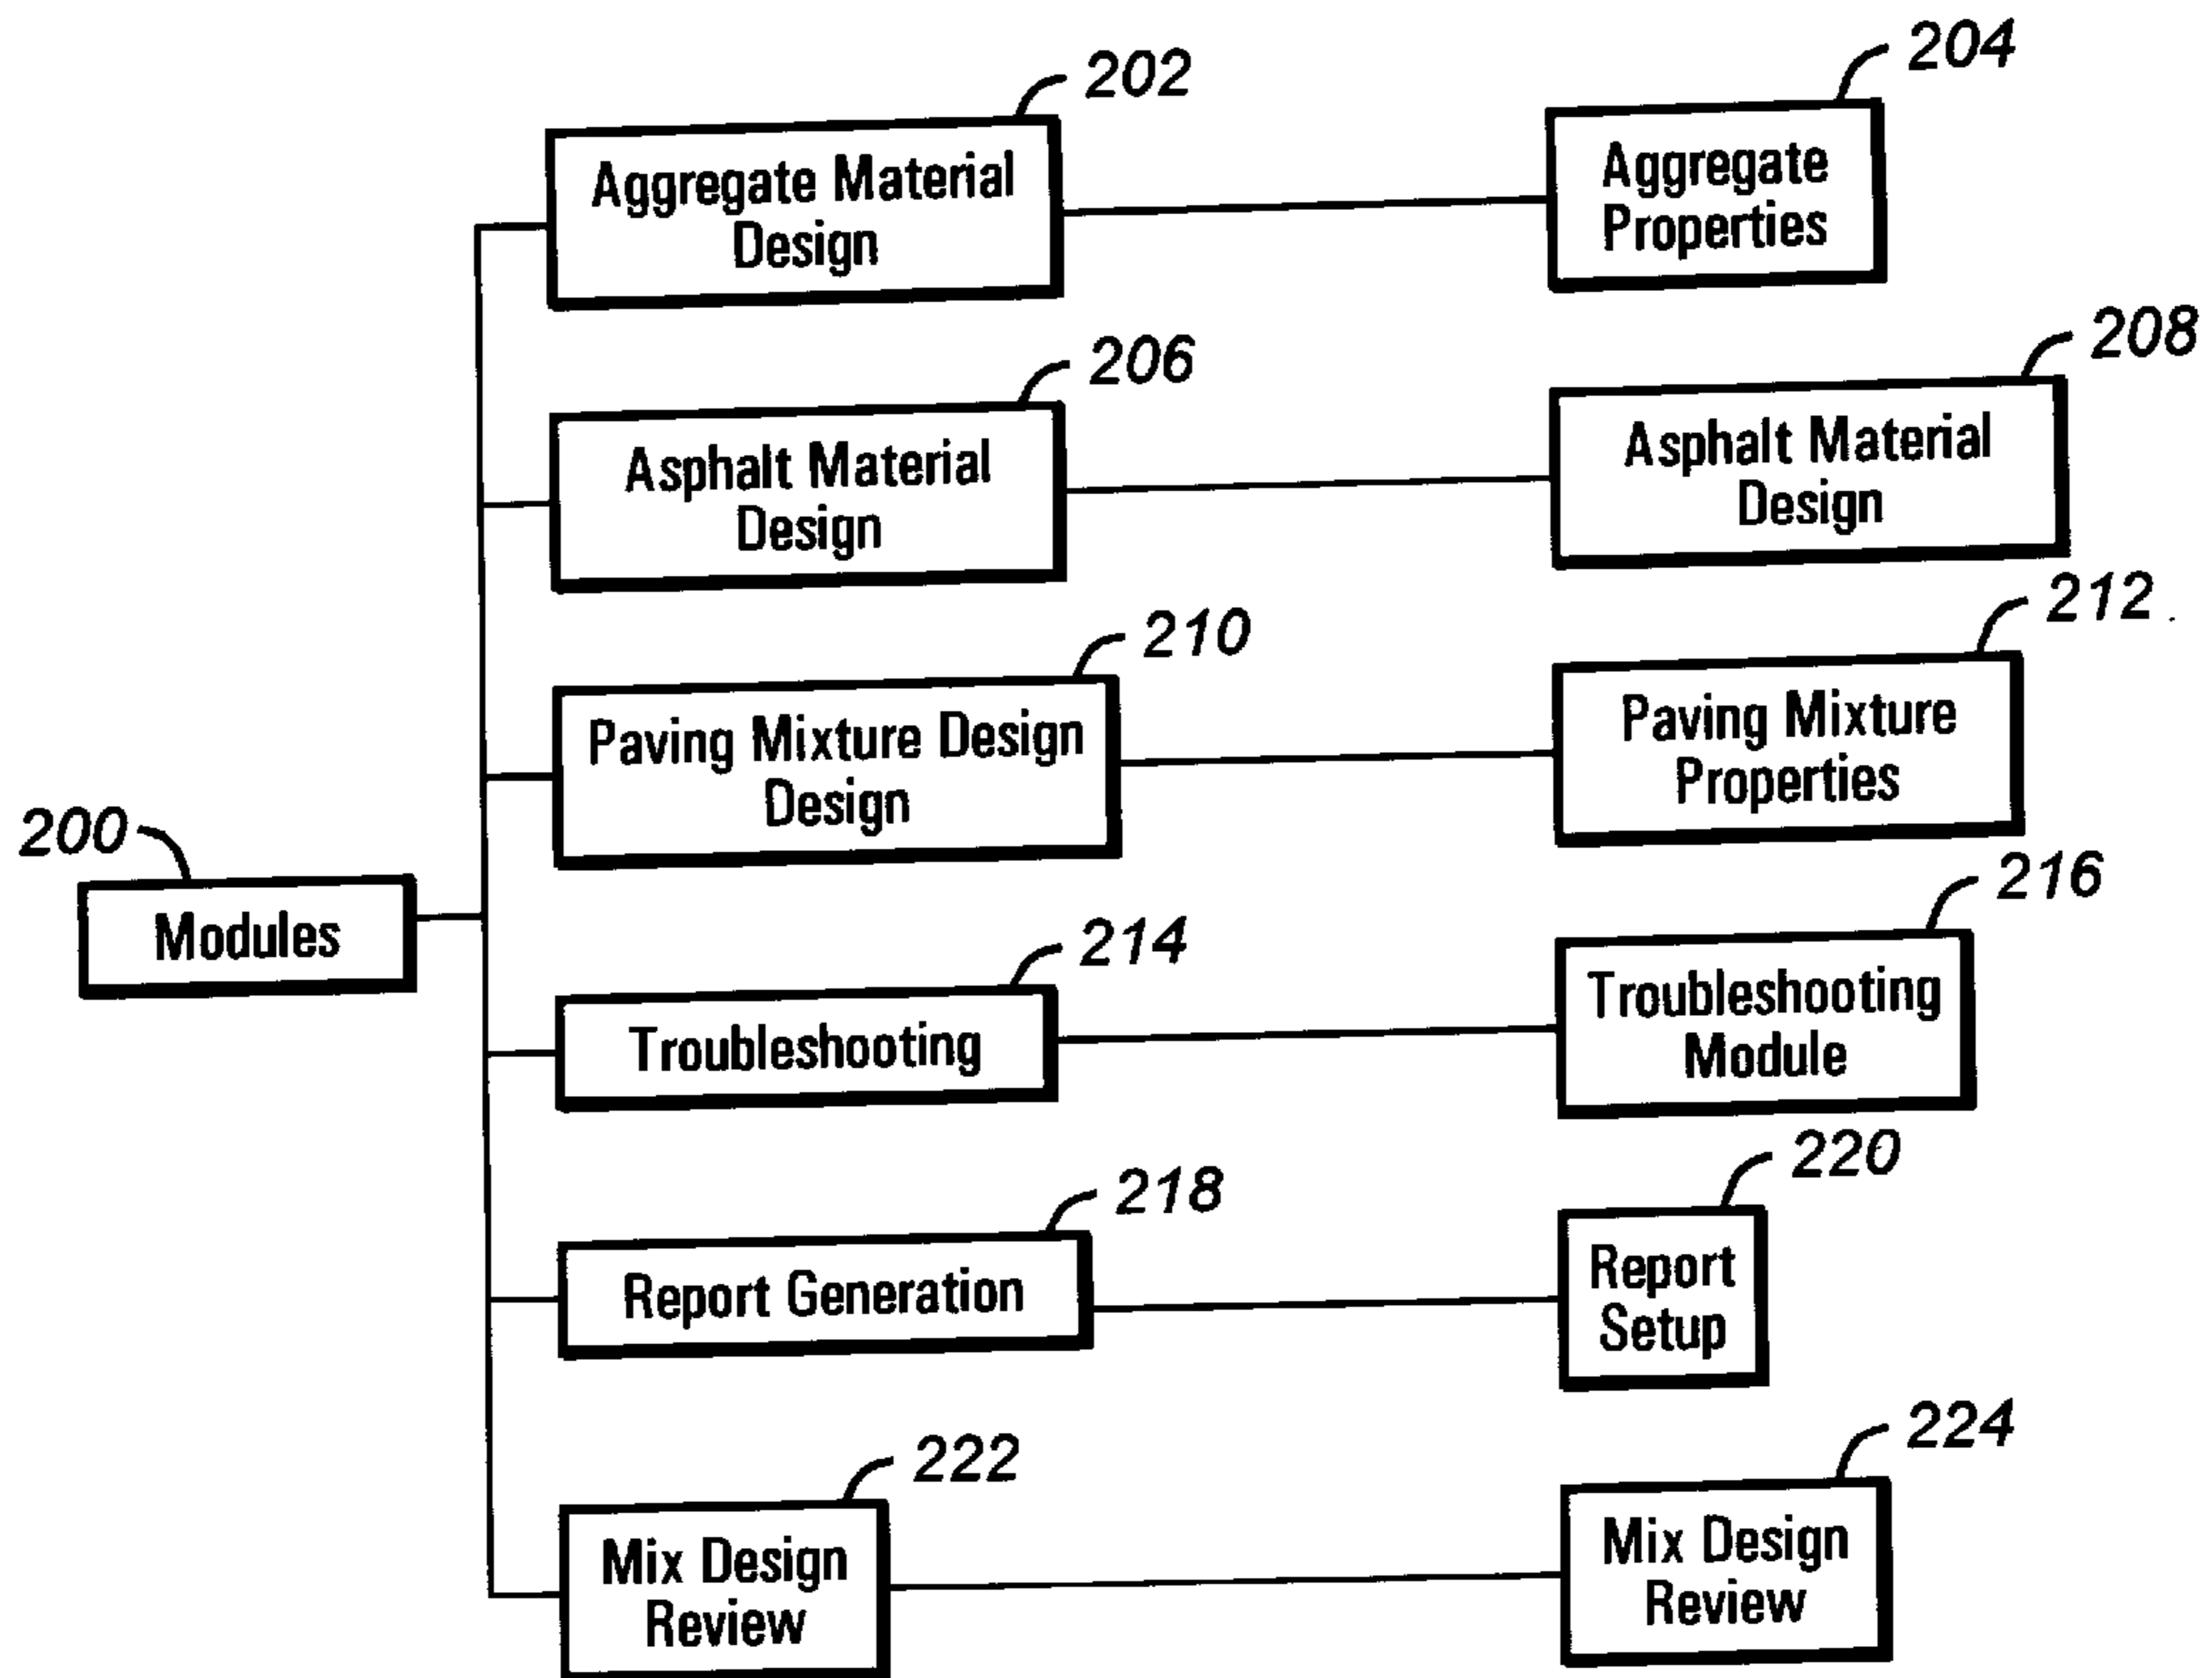 202
204
Aggregate Material
Design
Aggregate
Properties
206
208
Asphalt Material
Design
Asphalt Material
Design
210
212
Paving Mixture Design
Design
Paving Mixture
Properties
200
Modules
214
216
Troubleshooting
Troubleshooting
Module
218
220
Report Generation
Report
Setup
222
224
Mix Design
Review
Mix Design
Review